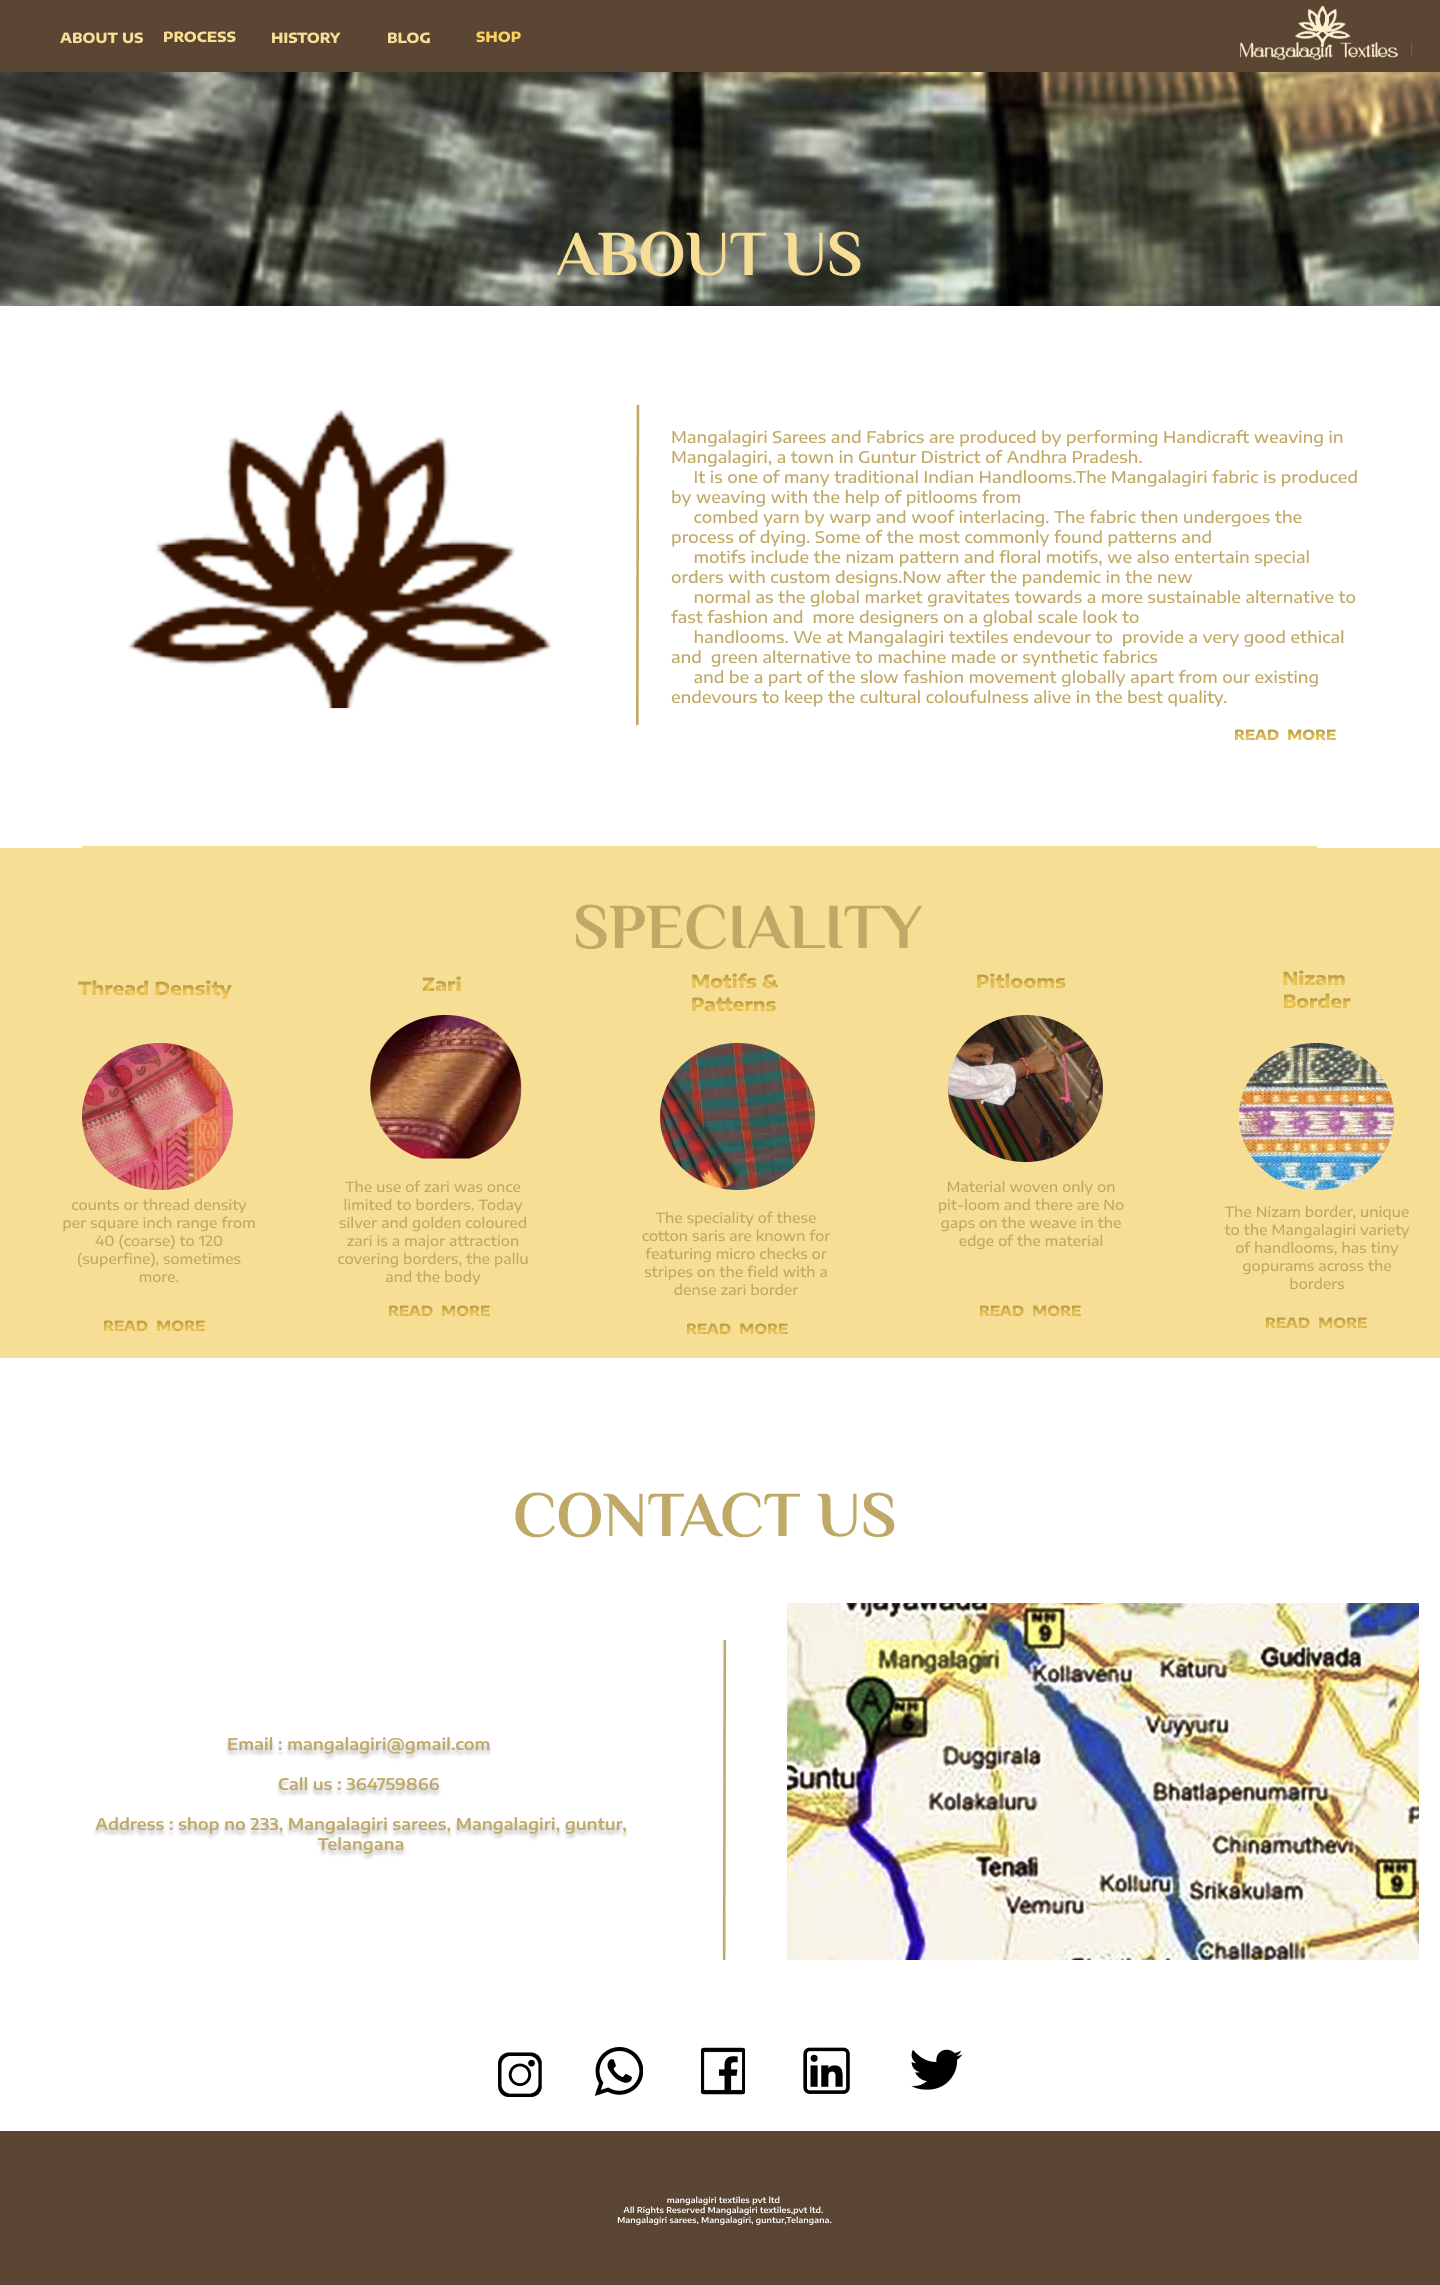 ABOUT US PROCESS HISTORY BLOG SHOP
Mangalagiri Textiles
ABOUT US
Mangalagiri Sarees and Fabrics are produced by performing Handicraft weaving in
Mangalagiri, a town in Guntur District of Andhra Pradesh.
It is one of many traditional Indian Handlooms.The Mangalagiri fabric is produced
by weaving with the help of pitlooms from
combed yarn by warp and woof interlacing. The fabric then undergoes the
process of dying. Some of the most commonly found patterns and
motifs include the nizam pattern and floral motifs, we also entertain special
orders with custom designs.Now after the pandemic in the new
normal as the global market gravitates towards a more sustainable alternative to
fast fashion and more designers on a global scale look to
handlooms. We at Mangalagiri textiles endevour to provide a very good ethical
and green alternative to machine made or synthetic fabrics
and be a part of the slow fashion movement globally apart from our existing
endevours to keep the cultural coloufulness alive in the best quality.
READ MORE
SPECIALITY
Thread Density
counts or thread density
per square inch range from
40 (coarse) to 120
(superfine), sometimes
more.
READ MORE
Zari
The use of zari was once
limited to borders. Today
silver and golden coloured
zari is a major attraction
covering borders, the pallu
and the body
READ MORE
Motifs &
Patterns
The speciality of these
cotton saris are known for
featuring micro checks or
stripes on the field with a
dense zari border
READ MORE
Pitlooms
Material woven only on
pit-loom and there are No
gaps on the weave in the
edge of the material
READ MORE
Nizam
Border
The Nizam border, unique
to the Mangalagiri variety
of handlooms, has tiny
gopurams across the
borders
READ MORE
CONTACT US
Email : mangalagiri@gmail.com
Call us : 364759866
Address : shop no 233, Mangalagiri sarees, Mangalagiri, guntur,
Telangana
Vijayawada
NH
9
Mangalagiri
Kollavenu
Katuru
Gudivada
A
NH
Vuyyuru
Duggirala
Guntur
Bhatlapenumarru
Kolakaluru
Chinamuthevi
Tenali
Kolluru
NH
9
Srikakulam
Vemuru
Challapalli
mangalagiri textiles pvt ltd
All Rights Reserved Mangalagiri textiles,pvt ltd.
Mangalagiri sarees, Mangalagiri, guntur,Telangana.